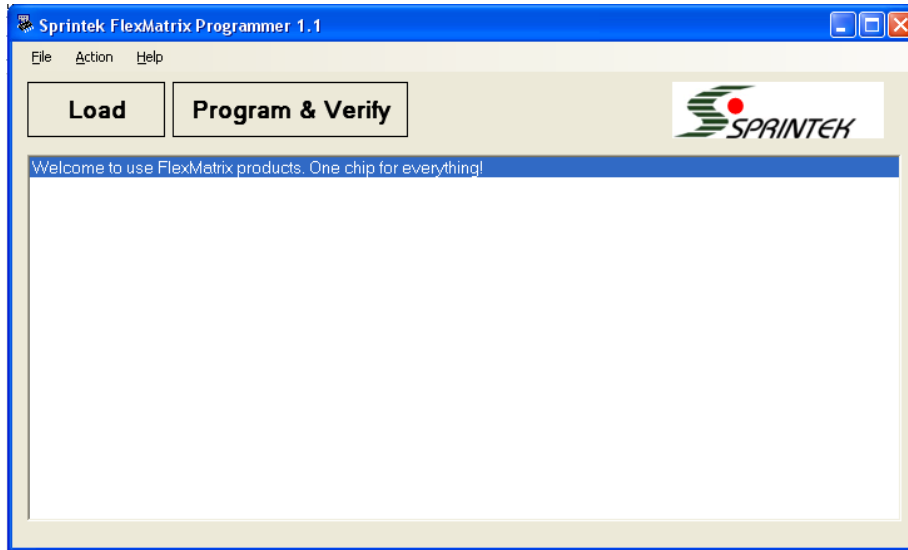 Sprintek FlexMatrix Programmer 1.1
File Action Help
Load Program & Verify
SPRINTEK
Welcome to use FlexMatrix products. One chip for everything!